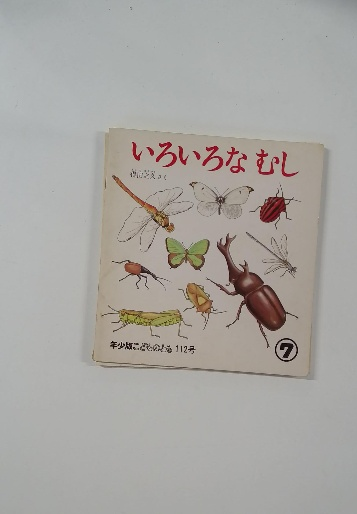 いろいろな むし
年少版こどものとも 112号
7